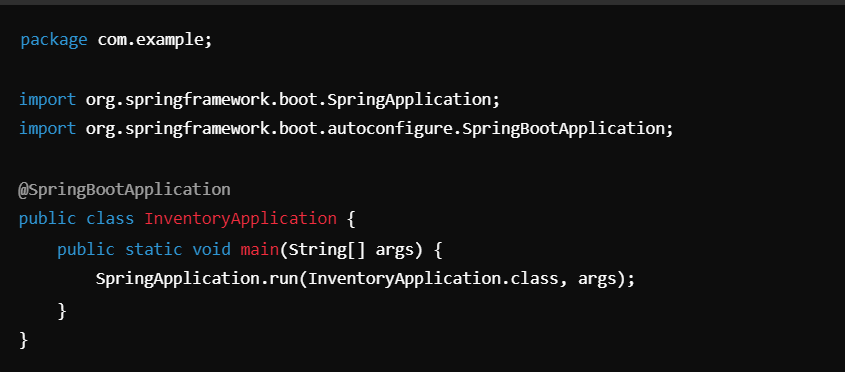 package com.example;
import org.springframework.boot.SpringApplication;
import org.springframework.boot.autoconfigure.SpringBootApplication;
@SpringBootApplication
public class InventoryApplication {
    public static void main(String[] args) {
        SpringApplication.run(InventoryApplication.class, args);
    }
}